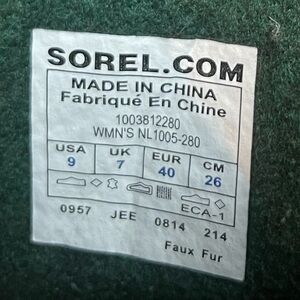 SOREL.COM
MADE IN CHINA
Fabriqué En Chine
1003812280
WMN'S NL1005-280
USA UK EUR CM
9 7 40 26
ECA-1
0957 JEE 0814 214
Faux Fur